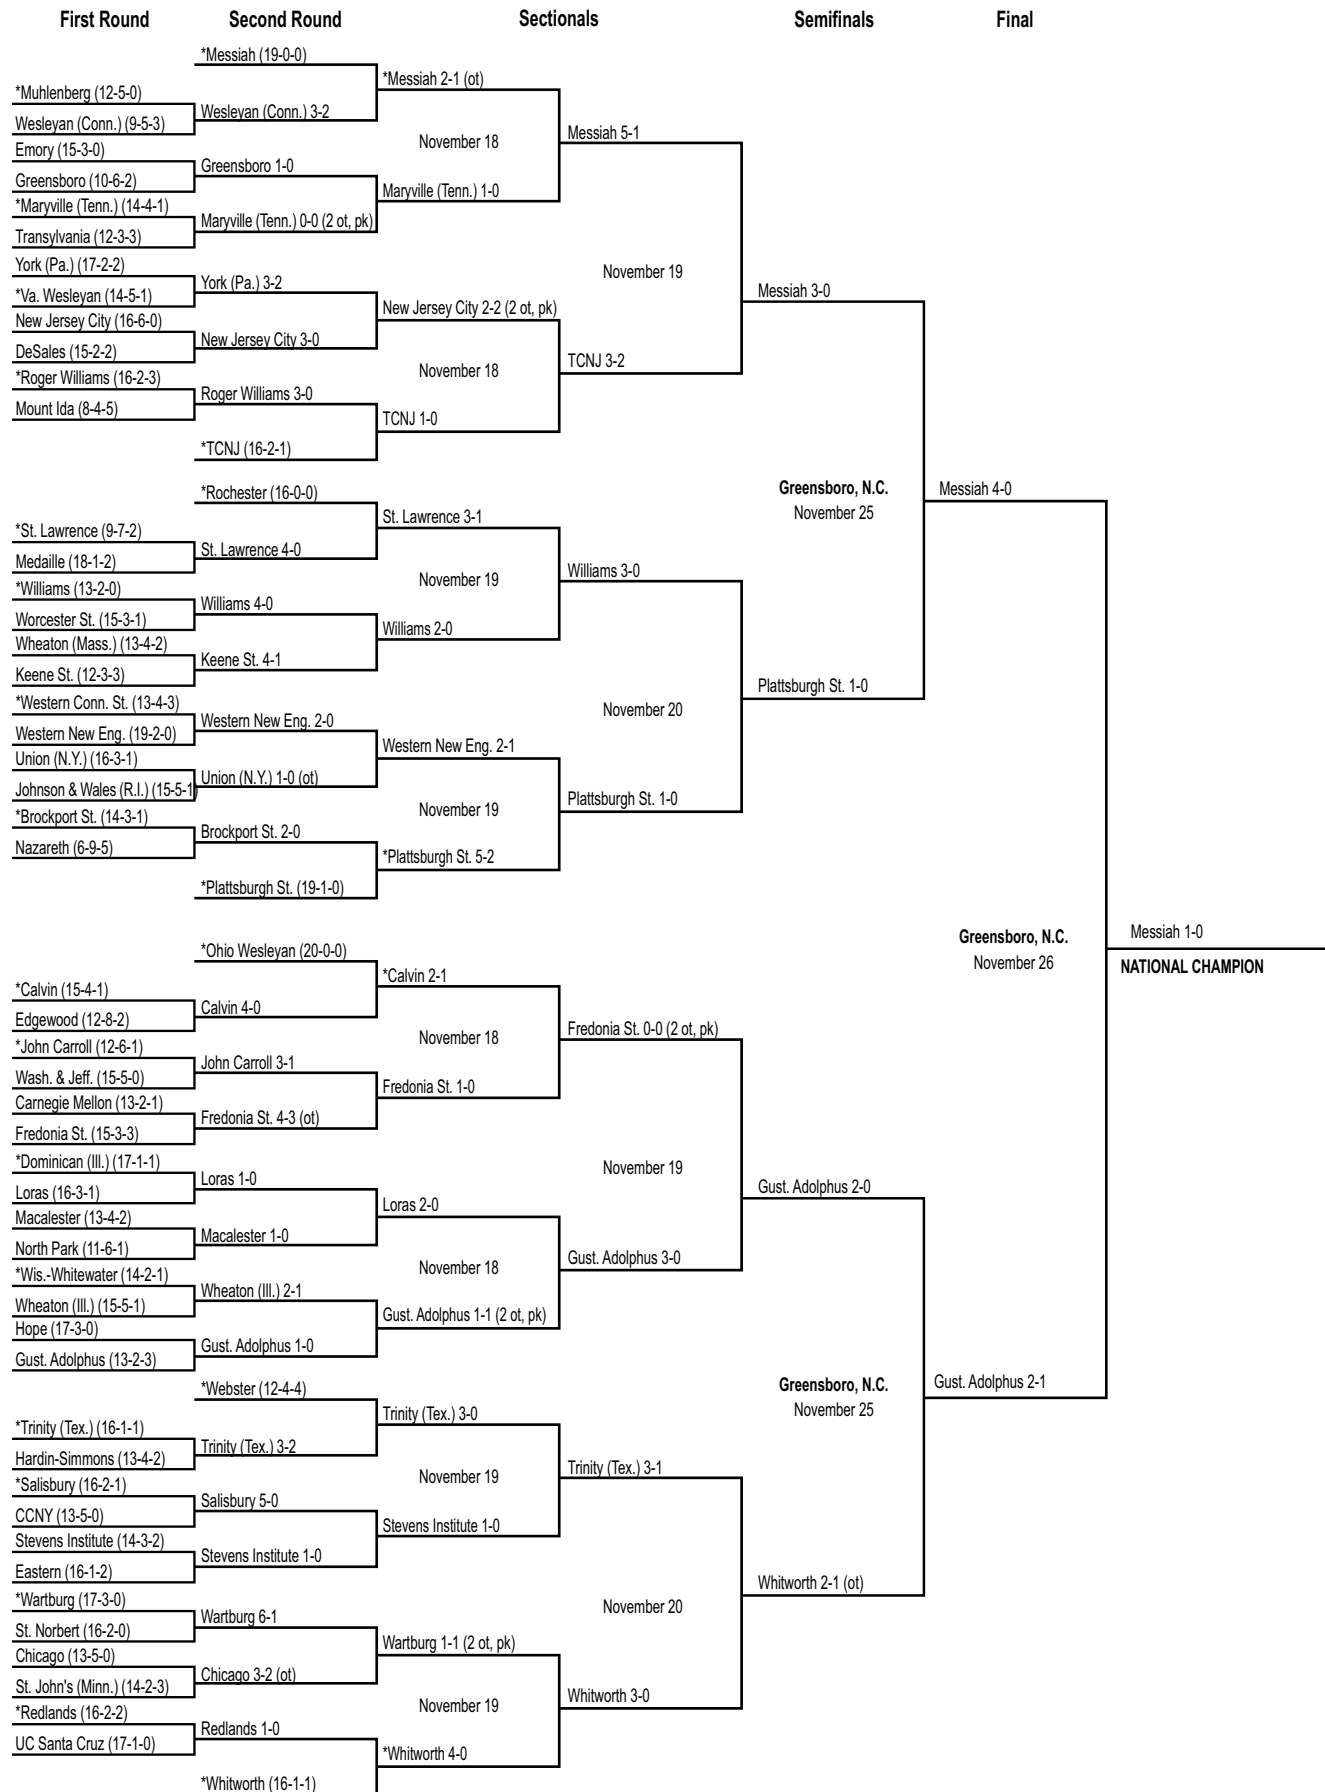 First Round
Second Round
Sectionals
Semifinals
Final
*Messiah (19-0-0)
*Muhlenberg (12-5-0)
Wesleyan (Conn.) (9-5-3)
Emory (15-3-0)
Greensboro (10-6-2)
*Maryville (Tenn.) (14-4-1)
Transylvania (12-3-3)
York (Pa.) (17-2-2)
*Va. Wesleyan (14-5-1)
New Jersey City (16-6-0)
DeSales (15-2-2)
*Roger Williams (16-2-3)
Mount Ida (8-4-5)
Wesleyan (Conn.) 3-2
Greensboro 1-0
Maryville (Tenn.) 0-0 (2 ot, pk)
York (Pa.) 3-2
New Jersey City 3-0
Roger Williams 3-0
*TCNJ (16-2-1)
*Messiah 2-1 (ot)
November 18
Maryville (Tenn.) 1-0
New Jersey City 2-2 (2 ot, pk)
November 18
TCNJ 1-0
Messiah 5-1
November 19
TCNJ 3-2
Messiah 3-0
*Rochester (16-0-0)
*St. Lawrence (9-7-2)
Medaille (18-1-2)
*Williams (13-2-0)
Worcester St. (15-3-1)
Wheaton (Mass.) (13-4-2)
Keene St. (12-3-3)
*Western Conn. St. (13-4-3)
Western New Eng. (19-2-0)
Union (N.Y.) (16-3-1)
Johnson & Wales (R.I.) (15-5-1)
*Brockport St. (14-3-1)
Nazareth (6-9-5)
St. Lawrence 4-0
Williams 4-0
Keene St. 4-1
Western New Eng. 2-0
Union (N.Y.) 1-0 (ot)
Brockport St. 2-0
*Plattsburgh St. (19-1-0)
St. Lawrence 3-1
November 19
Williams 2-0
Western New Eng. 2-1
November 19
*Plattsburgh St. 5-2
Williams 3-0
November 20
Plattsburgh St. 1-0
Plattsburgh St. 1-0
Greensboro, N.C.
November 25
Messiah 4-0
*Ohio Wesleyan (20-0-0)
*Calvin (15-4-1)
Edgewood (12-8-2)
*John Carroll (12-6-1)
Wash. & Jeff. (15-5-0)
Carnegie Mellon (13-2-1)
Fredonia St. (15-3-3)
*Dominican (Ill.) (17-1-1)
Loras (16-3-1)
Macalester (13-4-2)
North Park (11-6-1)
*Wis.-Whitewater (14-2-1)
Wheaton (Ill.) (15-5-1)
Hope (17-3-0)
Gust. Adolphus (13-2-3)
Calvin 4-0
John Carroll 3-1
Fredonia St. 4-3 (ot)
Loras 1-0
Macalester 1-0
Wheaton (Ill.) 2-1
Gust. Adolphus 1-0
*Calvin 2-1
November 18
Fredonia St. 1-0
Loras 2-0
November 18
Gust. Adolphus 1-1 (2 ot, pk)
Fredonia St. 0-0 (2 ot, pk)
November 19
Gust. Adolphus 3-0
Gust. Adolphus 2-0
*Webster (12-4-4)
*Trinity (Tex.) (16-1-1)
Hardin-Simmons (13-4-2)
*Salisbury (16-2-1)
CCNY (13-5-0)
Stevens Institute (14-3-2)
Eastern (16-1-2)
*Wartburg (17-3-0)
St. Norbert (16-2-0)
Chicago (13-5-0)
St. John's (Minn.) (14-2-3)
*Redlands (16-2-2)
UC Santa Cruz (17-1-0)
Trinity (Tex.) 3-2
Salisbury 5-0
Stevens Institute 1-0
Wartburg 6-1
Chicago 3-2 (ot)
Redlands 1-0
*Whitworth (16-1-1)
Trinity (Tex.) 3-0
November 19
Stevens Institute 1-0
Wartburg 1-1 (2 ot, pk)
November 19
*Whitworth 4-0
Trinity (Tex.) 3-1
November 20
Whitworth 3-0
Whitworth 2-1 (ot)
Greensboro, N.C.
November 25
Gust. Adolphus 2-1
Greensboro, N.C.
November 26
Messiah 1-0
NATIONAL CHAMPION